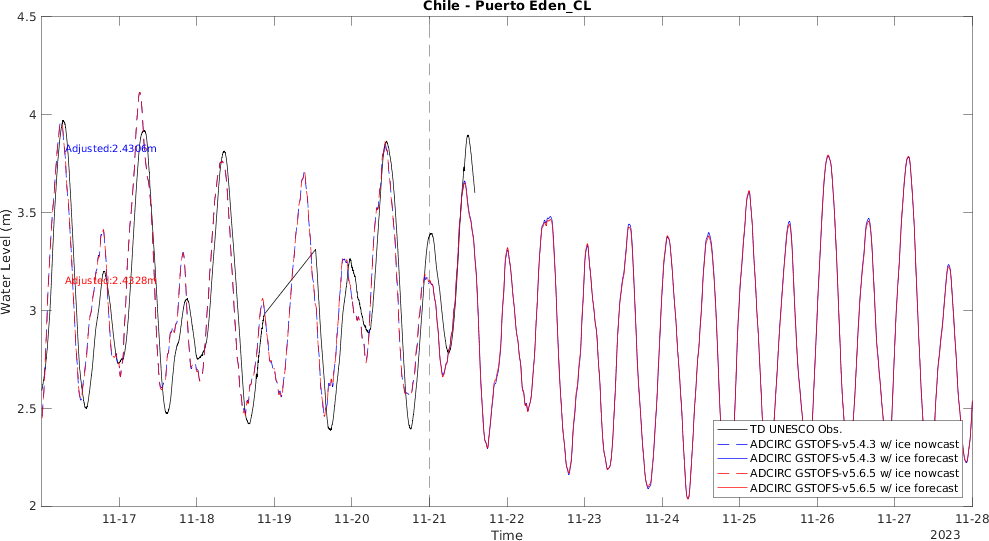 Chile - Puerto Eden_CL
4.5
4
3.5
3
2.5
2
Water Level (m)
Adjusted:2.4306m
Adjusted:2.4328m
TD UNESCO Obs.
ADCIRC GSTOFS-v5.4.3 w/ ice nowcast
ADCIRC GSTOFS-v5.4.3 w/ ice forecast
ADCIRC GSTOFS-v5.6.5 w/ ice nowcast
ADCIRC GSTOFS-v5.6.5 w/ ice forecast
11-17 11-18 11-19 11-20 11-21 11-22 11-23 11-24 11-25 11-26 11-27 11-28
Time
2023